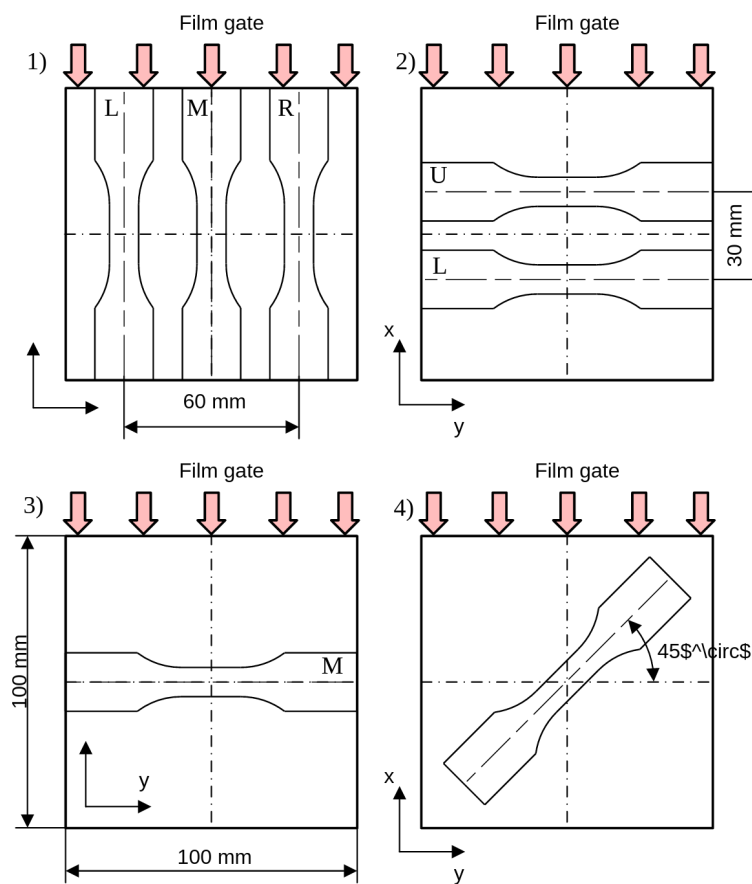 Film gate
1)
L M R
60 mm
Film gate
2)
U
L
30 mm
x
y
Film gate
3)
M
100 mm
y
100 mm
Film gate
4)
45$^\circ$
x
y